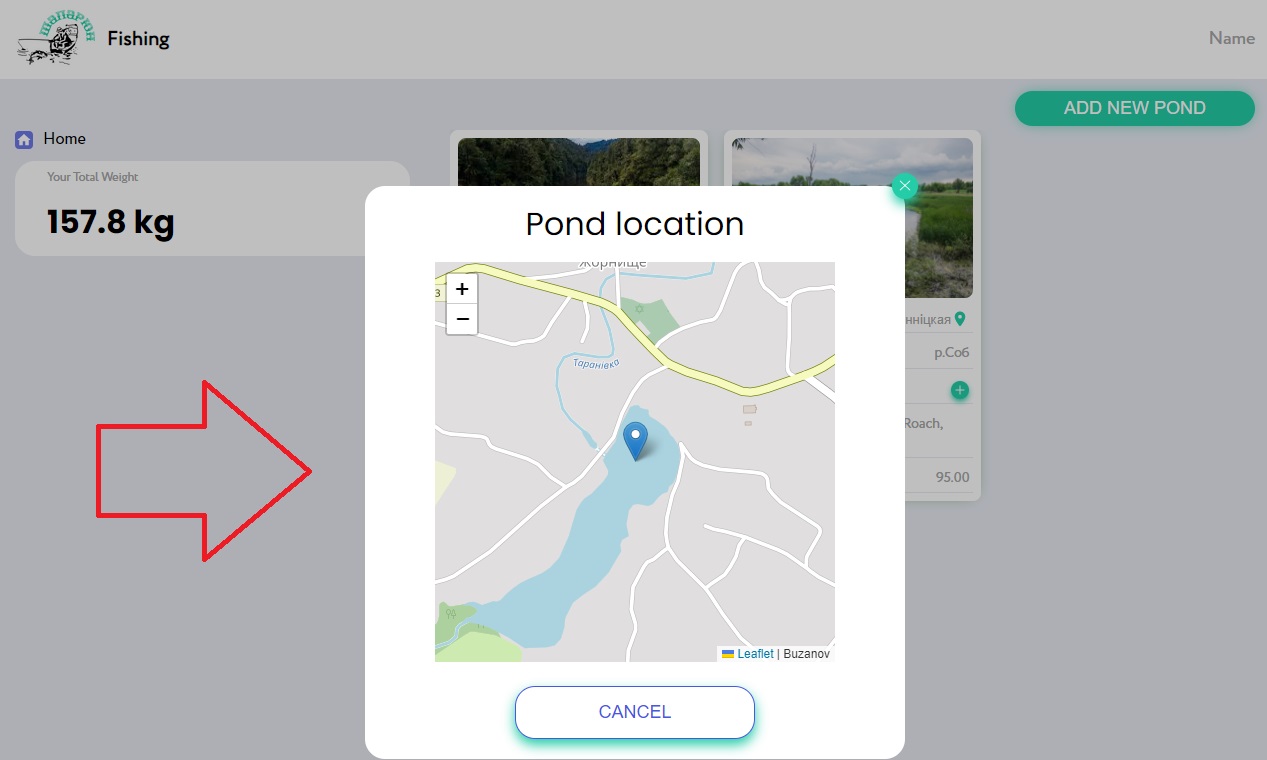 шапарюн
Fishing
Name
ADD NEW POND
Home
Your Total Weight
157.8 kg
Pond location
Жорнище
3
+
−
Таранівка
Leaflet | Buzanov
CANCEL
нніцкая
р.Соб
Roach,
95.00